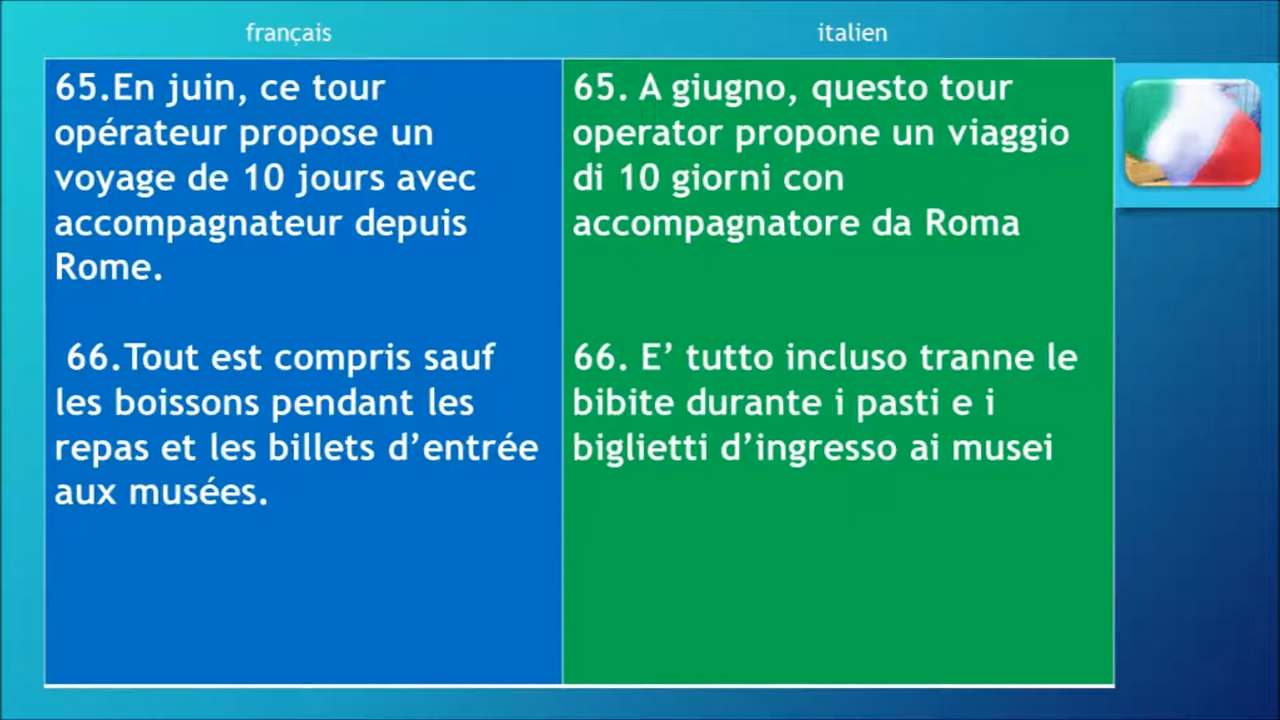 français
italien
65.En juin, ce tour
opérateur propose un
voyage de 10 jours avec
accompagnateur depuis
Rome.
66.Tout est compris sauf
les boissons pendant les
repas et les billets d’entrée
aux musées.
65. A giugno, questo tour
operator propone un viaggio
di 10 giorni con
accompagnatore da Roma
66. E’ tutto incluso tranne le
bibite durante i pasti e i
biglietti d’ingresso ai musei